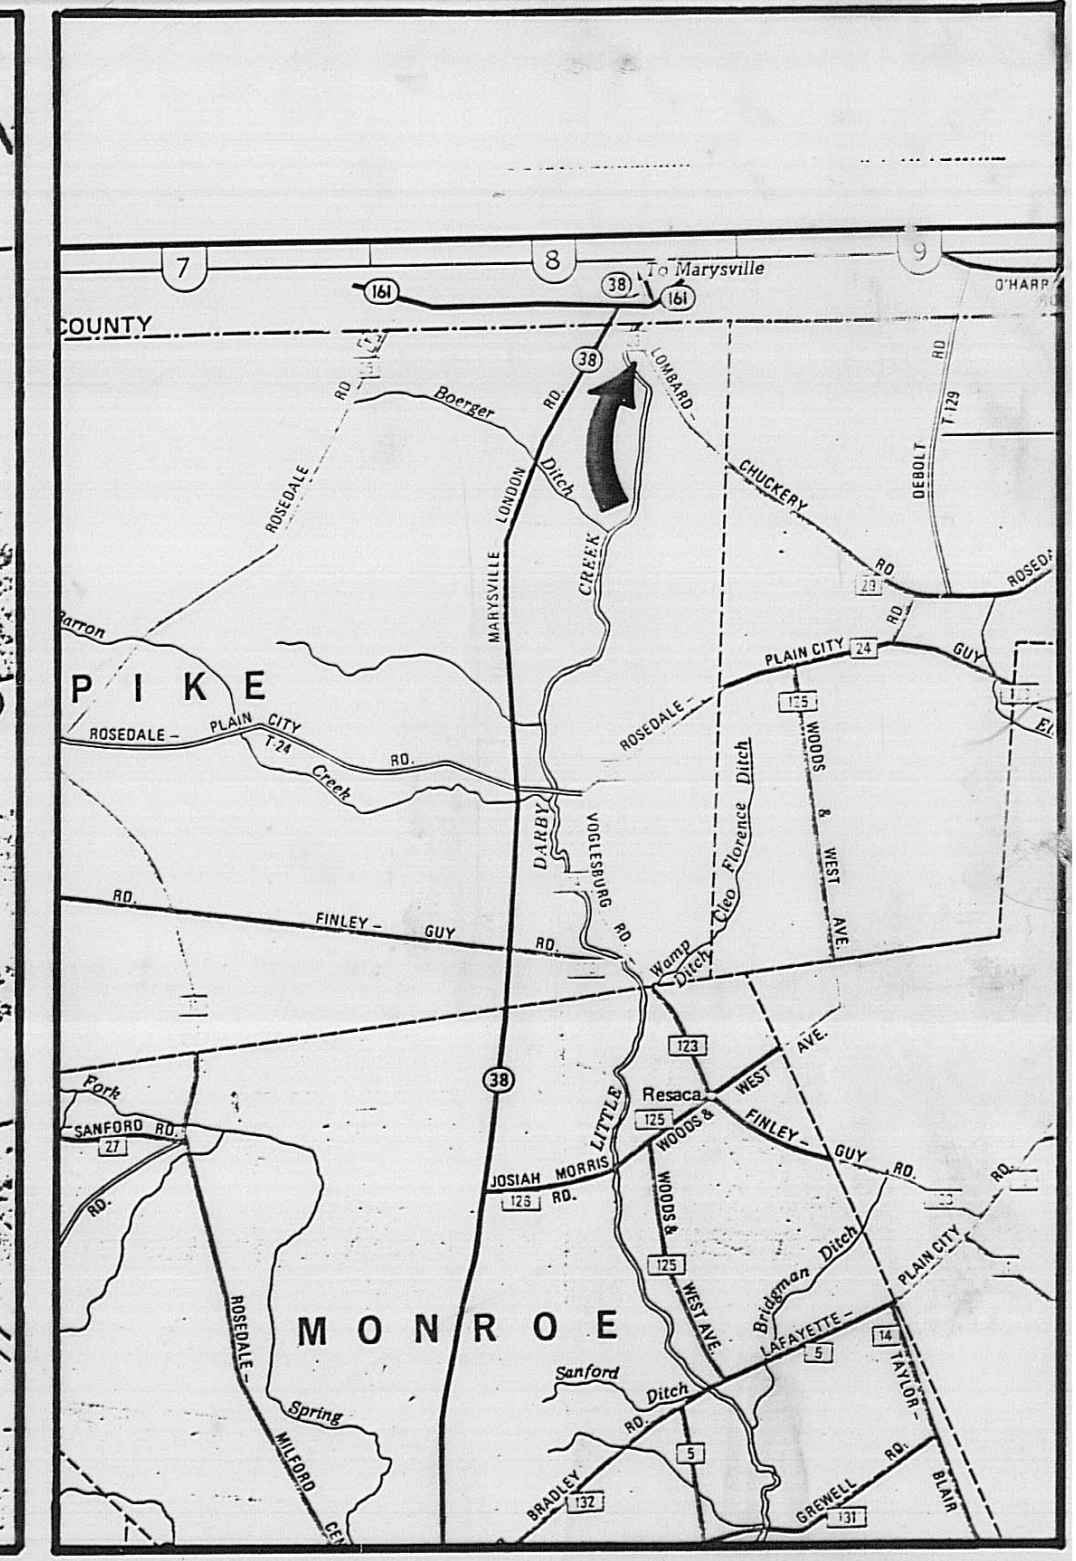 7
8
9
To Marysville
38
161
161
O'HARR
COUNTY
38
LOMBARD-
RD
RD
RD.
Boerger
Ditch
T-129
DEBOLT
ROSEDALE
LONDON
CHUCKERY
MARYSVILLE
CREEK
RD
29
RD
ROSEDA
Barron
PLAIN CITY
24
GUY
PIKE
125
ROSEDALE-
PLAIN CITY
T-24
ROSEDALE-
RD.
Creek
WOODS & WEST AVE.
Cleo Florence Ditch
DARBY
VOGLESBURG
RD.
RD.
FINLEY-
GUY
RD.
Wamp
Ditch
123
AVE.
38
WEST
Resaca
125
WOODS &
Fork
SANFORD RD.
27
LITTLE
FINLEY-
GUY
RD.
JOSIAH MORRIS
RD.
RD.
RD.
WOODS &
125
WEST AVE.
Bridgman Ditch
PLAIN CITY
ROSEDALE-
MONROE
LAFAYETTE-
5
14
TAYLOR-
Sanford
Ditch
RD.
Spring
MILFORD
CEN
5
BRADLEY
132
GREWELL
RD.
131
BLAIR